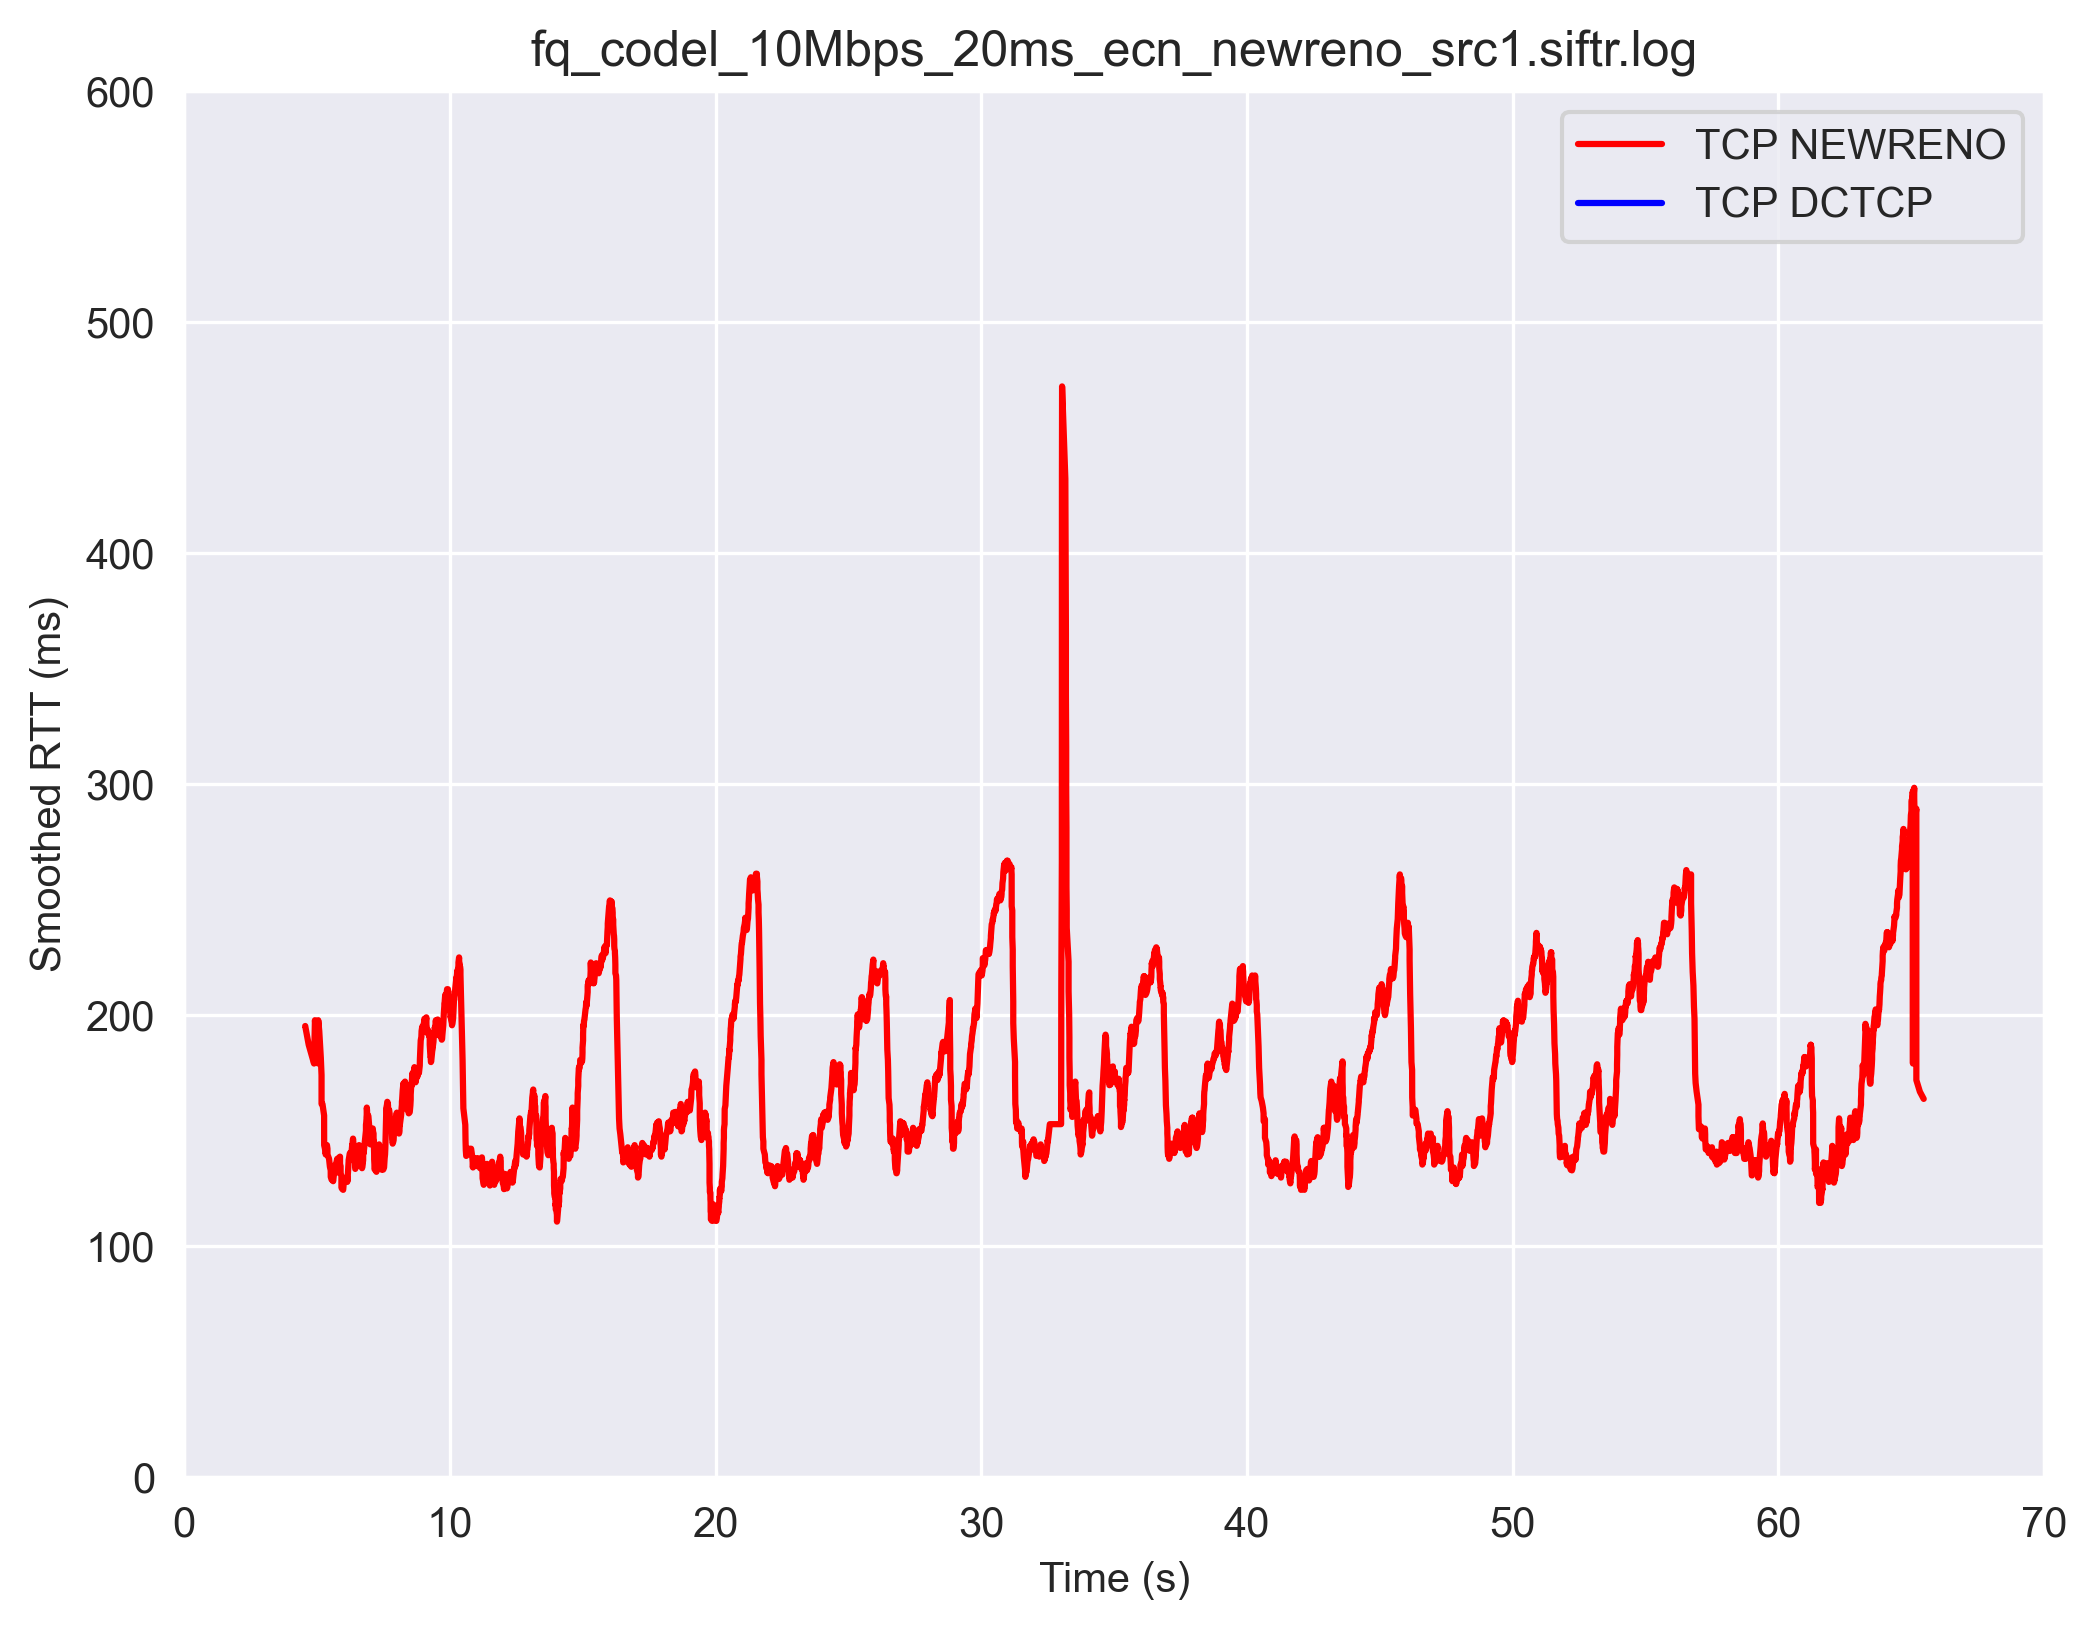 fq_codel_10Mbps_20ms_ecn_newreno_src1.siftr.log
TCP NEWRENO
TCP DCTCP
Smoothed RTT (ms)
600
500
400
300
200
100
0
0 10 20 30 40 50 60 70
Time (s)